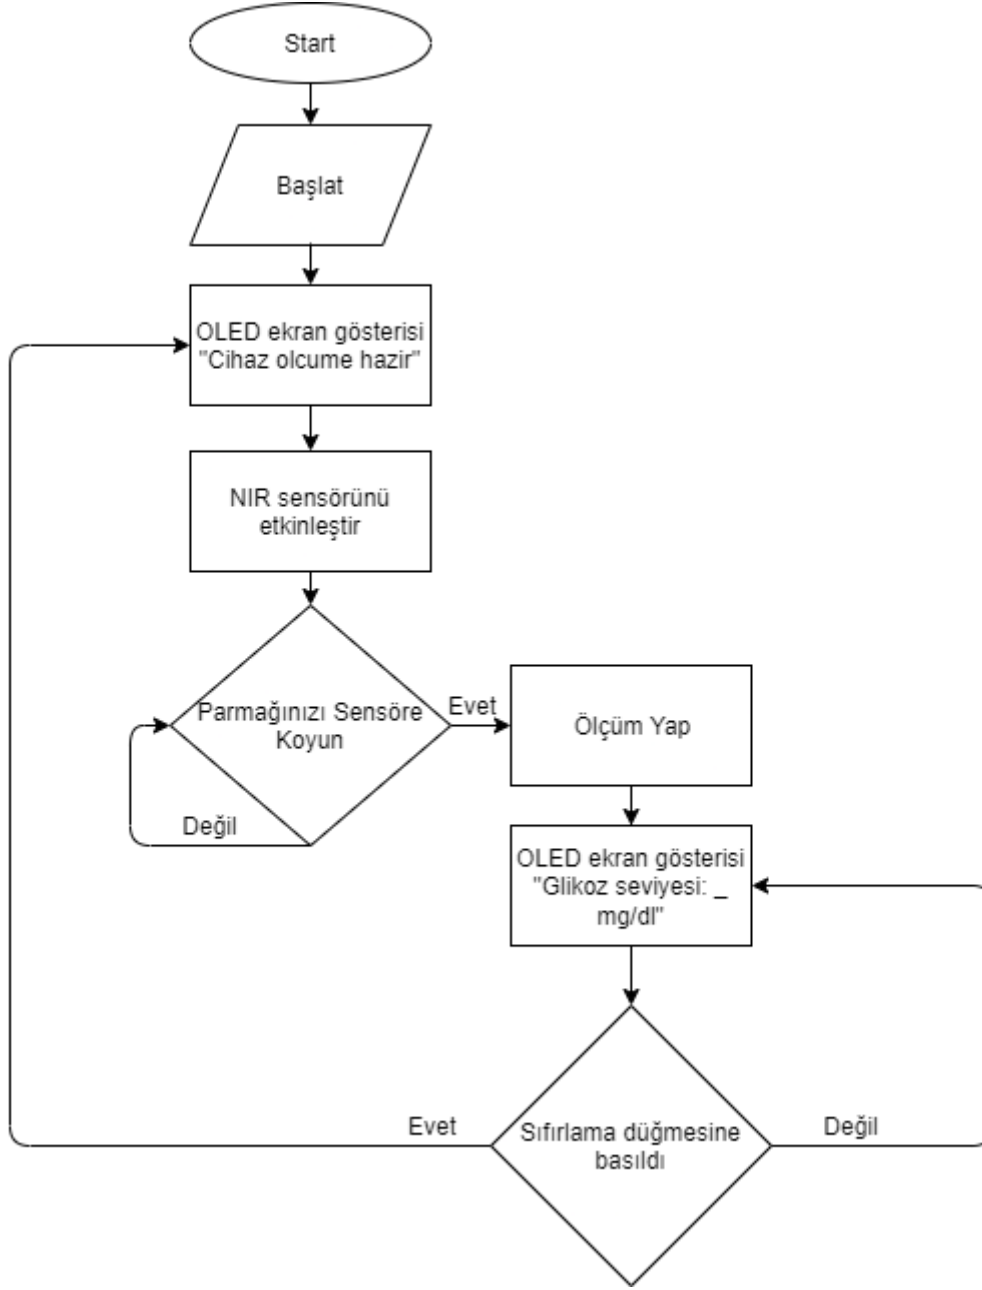 Start
Başlat
OLED ekran gösterisi
"Cihaz olcume hazir"
NIR sensörünü
etkinleştir
Parmağınızı Sensöre
Koyun
Evet
Değil
Ölçüm Yap
OLED ekran gösterisi
"Glikoz seviyesi: _
mg/dl"
Sıfırlama düğmesine
basıldı
Evet
Değil